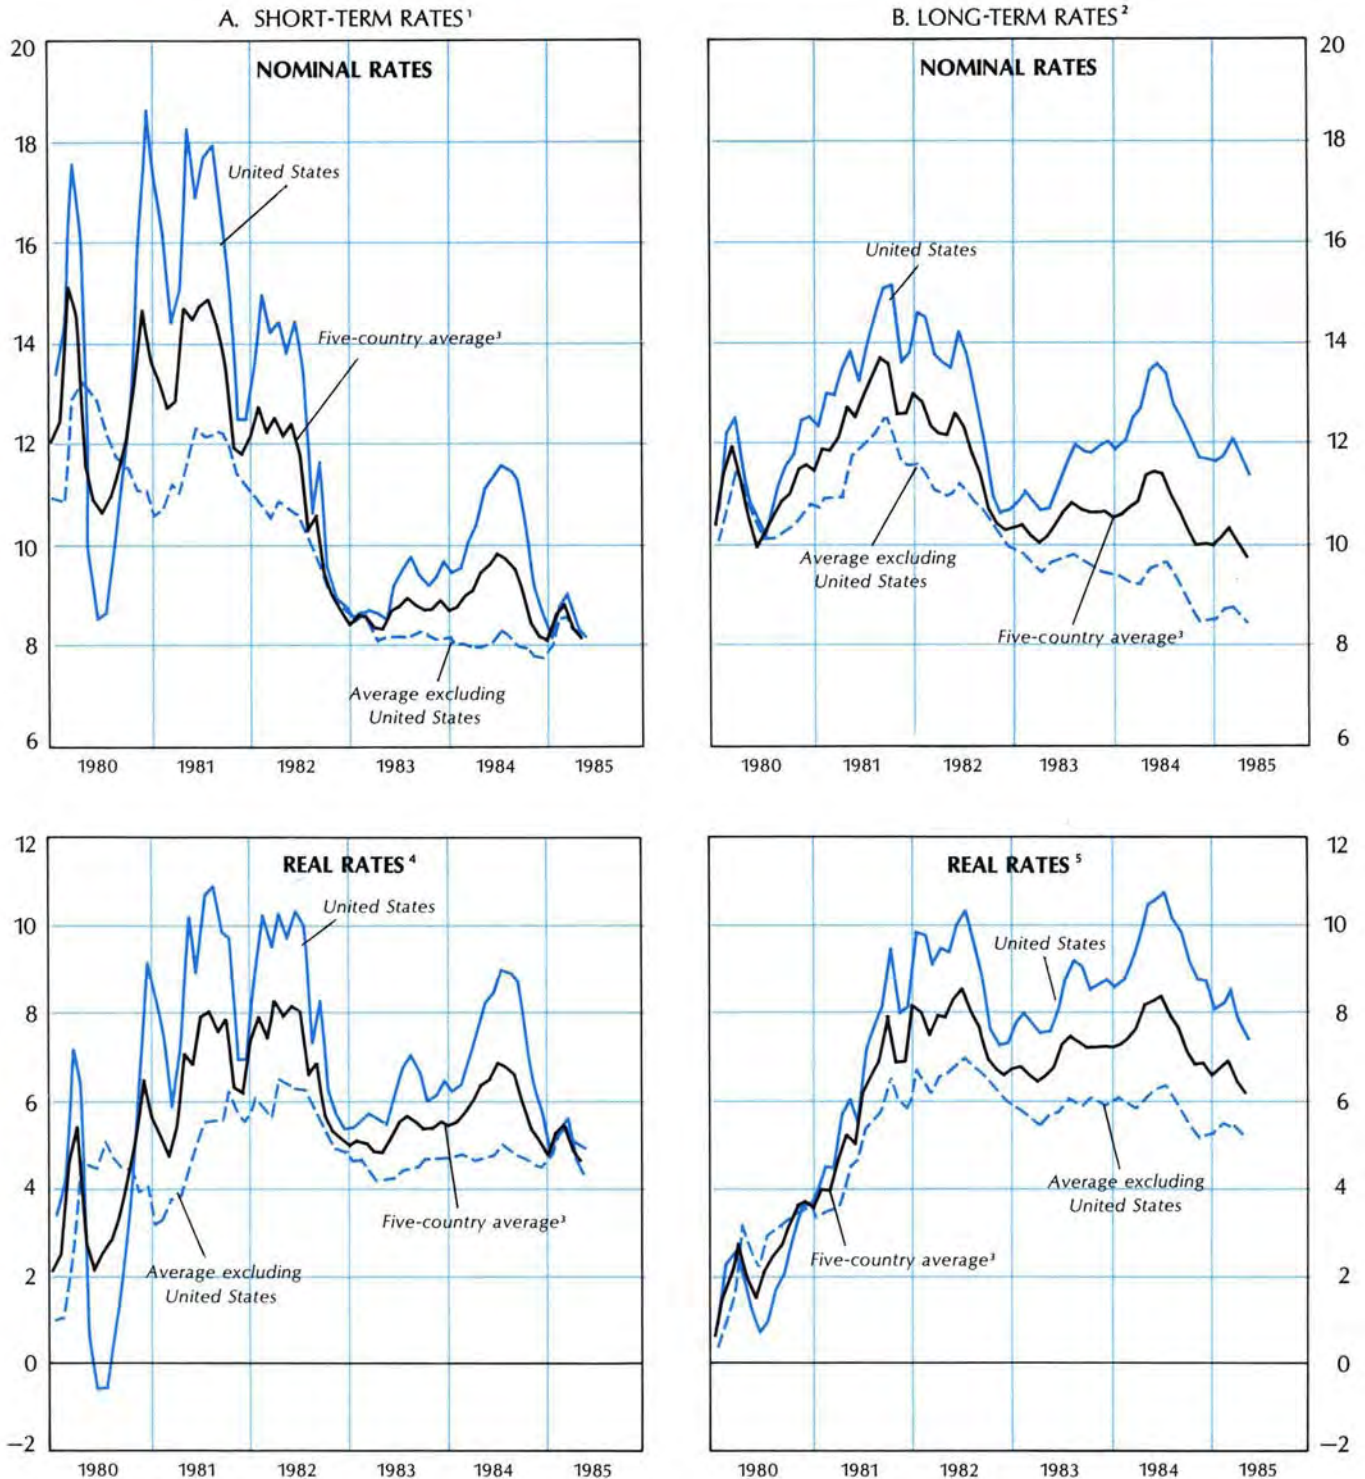 A. SHORT-TERM RATES¹
B. LONG-TERM RATES²
20
18
16
14
12
10
8
6
NOMINAL RATES
United States
Five-country average³
Average excluding
United States
1980 1981 1982 1983 1984 1985
NOMINAL RATES
United States
Average excluding
United States
Five-country average³
20
18
16
14
12
10
8
6
1980 1981 1982 1983 1984 1985
12
10
8
6
4
2
0
−2
REAL RATES⁴
United States
Five-country average³
Average excluding
United States
1980 1981 1982 1983 1984 1985
REAL RATES⁵
United States
Average excluding
United States
Five-country average³
12
10
8
6
4
2
0
−2
1980 1981 1982 1983 1984 1985